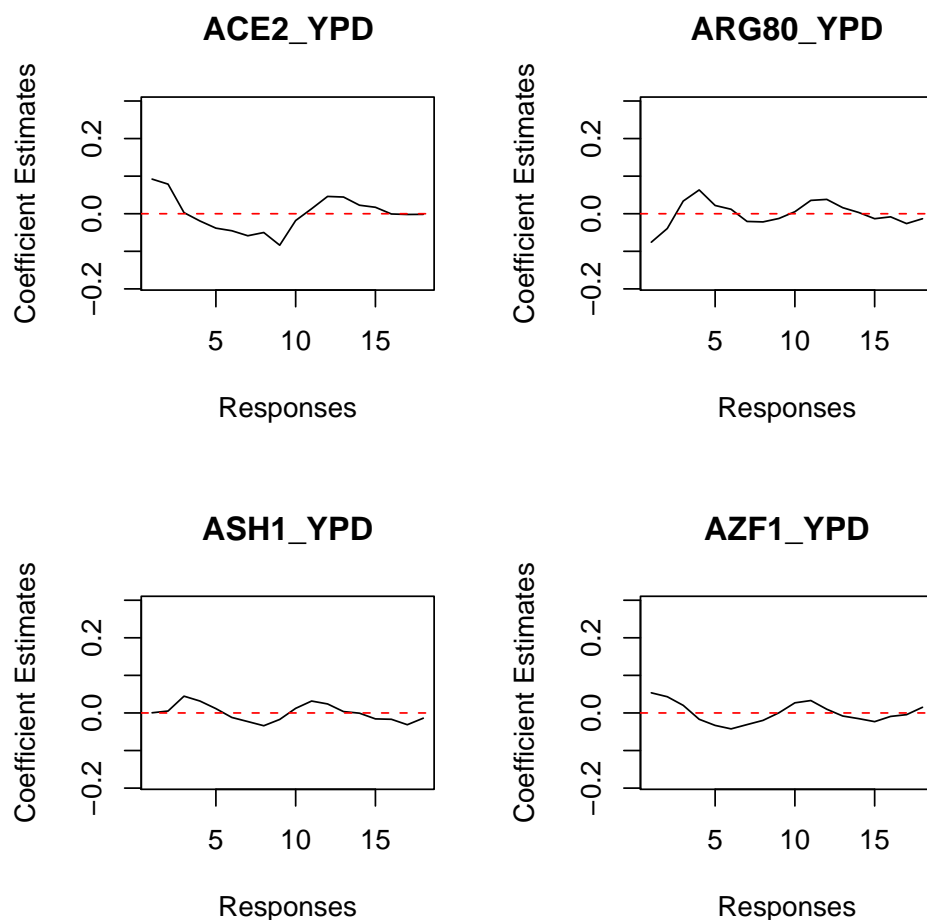 ACE2_YPD
Coefficient Estimates
−0.2 0.0 0.2
5 10 15
Responses
ARG80_YPD
Coefficient Estimates
−0.2 0.0 0.2
5 10 15
Responses
ASH1_YPD
Coefficient Estimates
−0.2 0.0 0.2
5 10 15
Responses
AZF1_YPD
Coefficient Estimates
−0.2 0.0 0.2
5 10 15
Responses